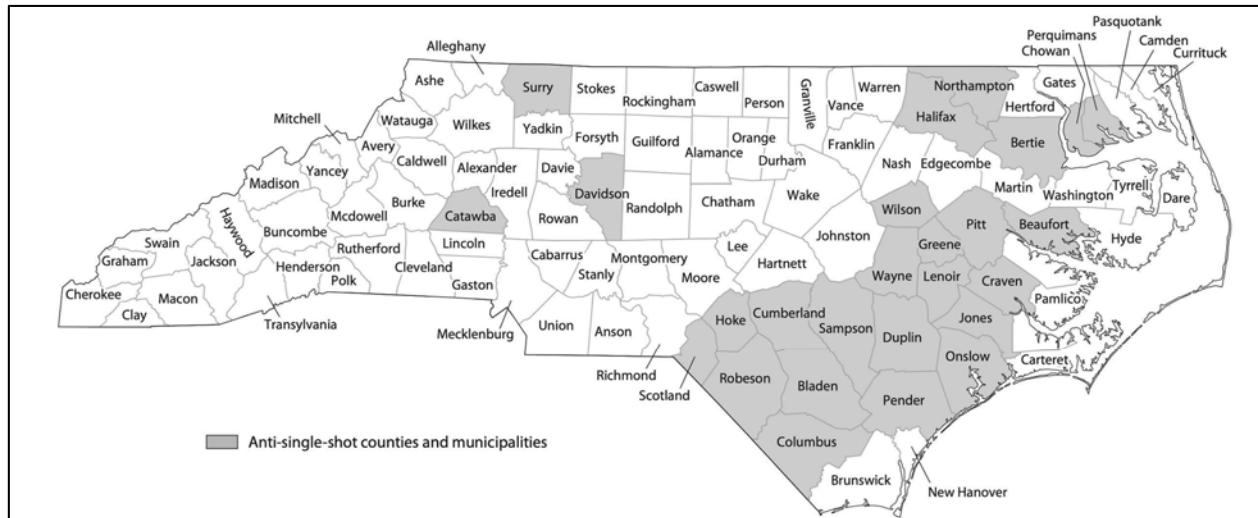 Pasquotank
Perquimans
Camden
Chowan
Currituck
Alleghany
Ashe
Surry
Stokes
Rockingham
Caswell
Person
Granville
Vance
Warren
Northampton
Halifax
Gates
Hertford
Bertie
Mitchell
Watauga
Wilkes
Yadkin
Forsyth
Guilford
Alamance
Orange
Durham
Franklin
Nash
Edgecombe
Martin
Washington
Tyrrell
Dare
Avery
Yancey
Madison
Caldwell
Alexander
Davie
Iredell
Davidson
Randolph
Chatham
Wake
Wilson
Pitt
Beaufort
Hyde
Haywood
Buncombe
Mcdowell
Burke
Catawba
Rowan
Johnston
Greene
Swain
Graham
Jackson
Rutherford
Lincoln
Cabarrus
Stanly
Montgomery
Moore
Lee
Hartnett
Wayne
Lenoir
Craven
Pamlico
Henderson
Polk
Cleveland
Gaston
Cherokee
Macon
Clay
Transylvania
Mecklenburg
Union
Anson
Richmond
Scotland
Hoke
Cumberland
Sampson
Duplin
Jones
Onslow
Carteret
Robeson
Bladen
Pender
Columbus
Brunswick
New Hanover
Anti-single-shot counties and municipalities